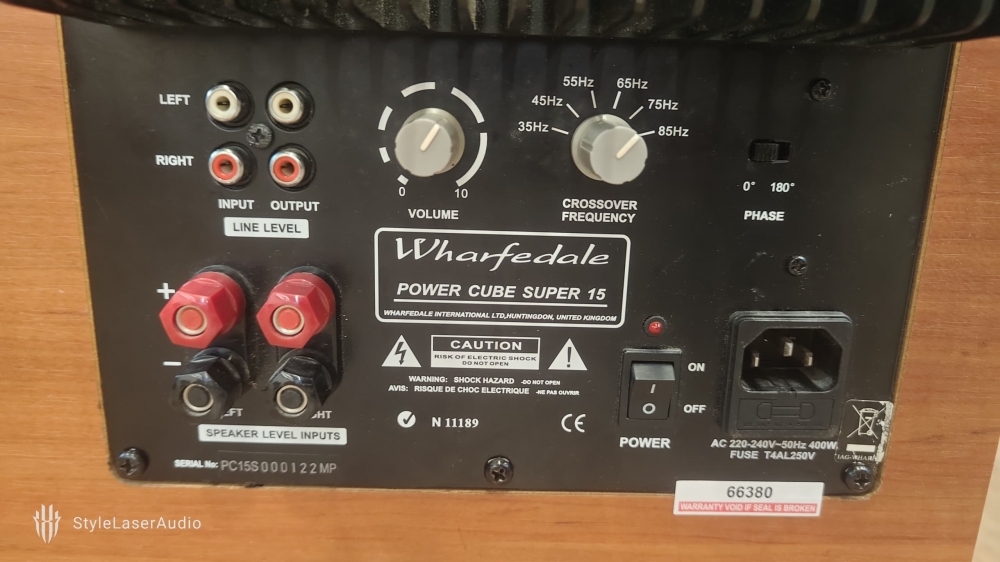 LEFT
RIGHT
INPUT OUTPUT
LINE LEVEL
0 10
VOLUME
35Hz 45Hz 55Hz 65Hz 75Hz 85Hz
CROSSOVER
FREQUENCY
0° 180°
PHASE
Wharfedale
POWER CUBE SUPER 15
WHARFEDALE INTERNATIONAL LTD,HUNTINGDON, UNITED KINGDOM
+
−
SPEAKER LEVEL INPUTS
CAUTION
RISK OF ELECTRIC SHOCK
DO NOT OPEN
WARNING: SHOCK HAZARD -DO NOT OPEN
AVIS: RISQUE DE CHOC ELECTRIQUE -NE PAS OUVRIR
N 11189
CE
ON
I
O
OFF
POWER
AC 220-240V~50Hz 400W
FUSE T4AL250V
SERIAL No: PC15S000122MP
66380
WARRANTY VOID IF SEAL IS BROKEN
StyleLaserAudio